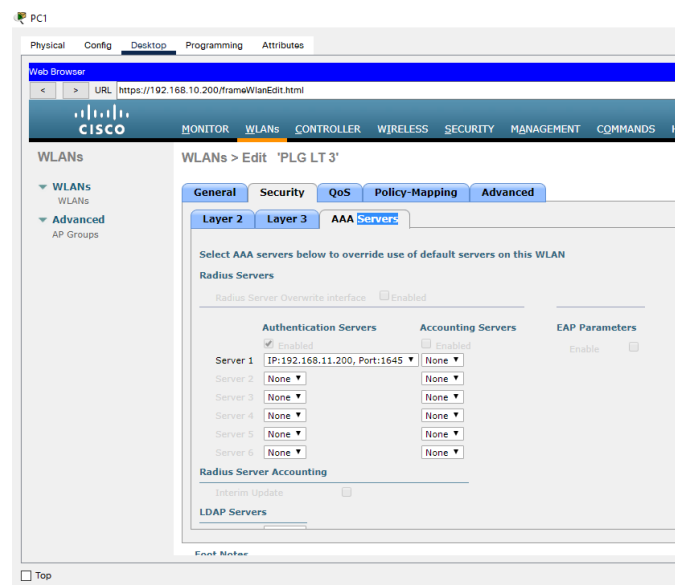 PC1
Physical Config Desktop Programming Attributes
Web Browser
< > URL https://192.168.10.200/frameWlanEdit.html
CISCO
MONITOR WLANs CONTROLLER WIRELESS SECURITY MANAGEMENT COMMANDS H
WLANs
WLANs > Edit 'PLG LT 3'
WLANs
WLANs
Advanced
AP Groups
General Security QoS Policy-Mapping Advanced
Layer 2 Layer 3 AAA Servers
Select AAA servers below to override use of default servers on this WLAN
Radius Servers
Radius Server Overwrite interface Enabled
Authentication Servers Accounting Servers EAP Parameters
Enabled Enabled Enable
Server 1 IP:192.168.11.200, Port:1645 None
Server 2 None None
Server 3 None None
Server 4 None None
Server 5 None None
Server 6 None None
Radius Server Accounting
Interim Update
LDAP Servers
Foot Notes
Top